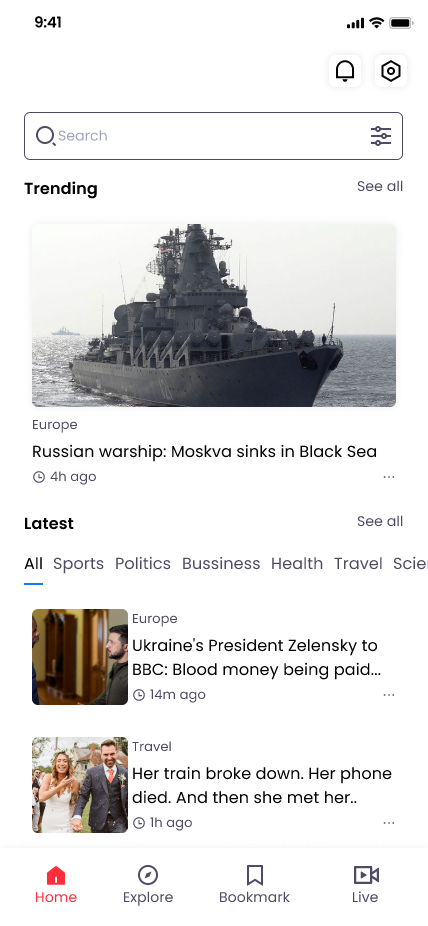 9:41
Search
Trending
See all
Europe
Russian warship: Moskva sinks in Black Sea
4h ago
Latest
See all
All Sports Politics Bussiness Health Travel Scie
Europe
Ukraine's President Zelensky to
BBC: Blood money being paid...
14m ago
Travel
Her train broke down. Her phone
died. And then she met her..
1h ago
Home Explore Bookmark Live